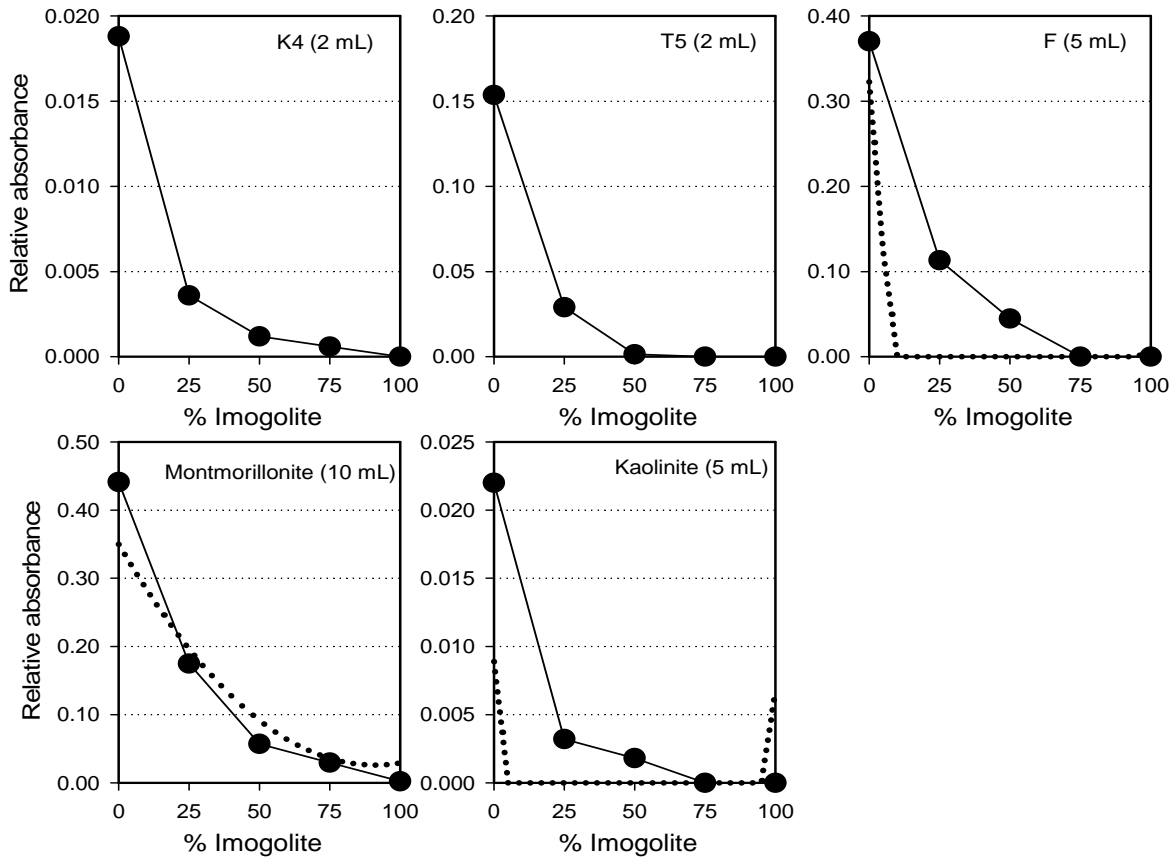 K4 (2 mL)
Relative absorbance
0.020
0.015
0.010
0.005
0.000
0 25 50 75 100
% Imogolite
T5 (2 mL)
0.20
0.15
0.10
0.05
0.00
0 25 50 75 100
% Imogolite
F (5 mL)
0.40
0.30
0.20
0.10
0.00
0 25 50 75 100
% Imogolite
Montmorillonite (10 mL)
Relative absorbance
0.50
0.40
0.30
0.20
0.10
0.00
0 25 50 75 100
% Imogolite
Kaolinite (5 mL)
0.025
0.020
0.015
0.010
0.005
0.000
0 25 50 75 100
% Imogolite